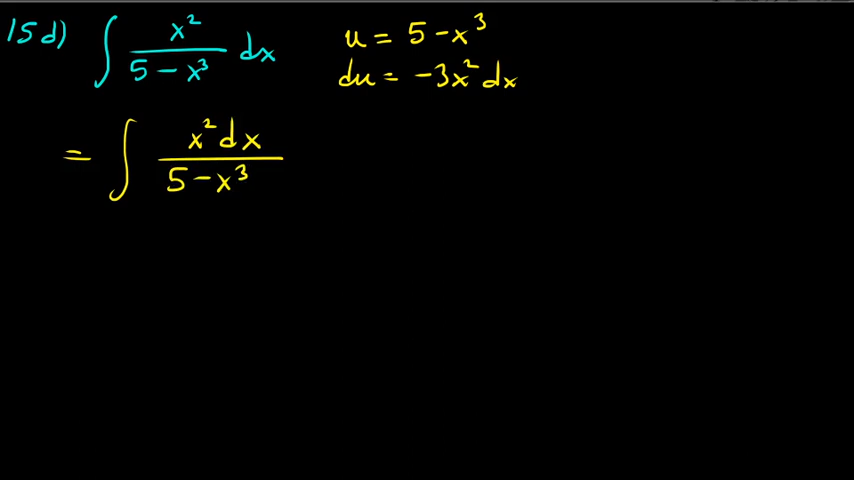 15d) ∫ x²/(5 − x³) dx
u = 5 − x³
du = −3x² dx
= ∫ x² dx/(5 − x³)